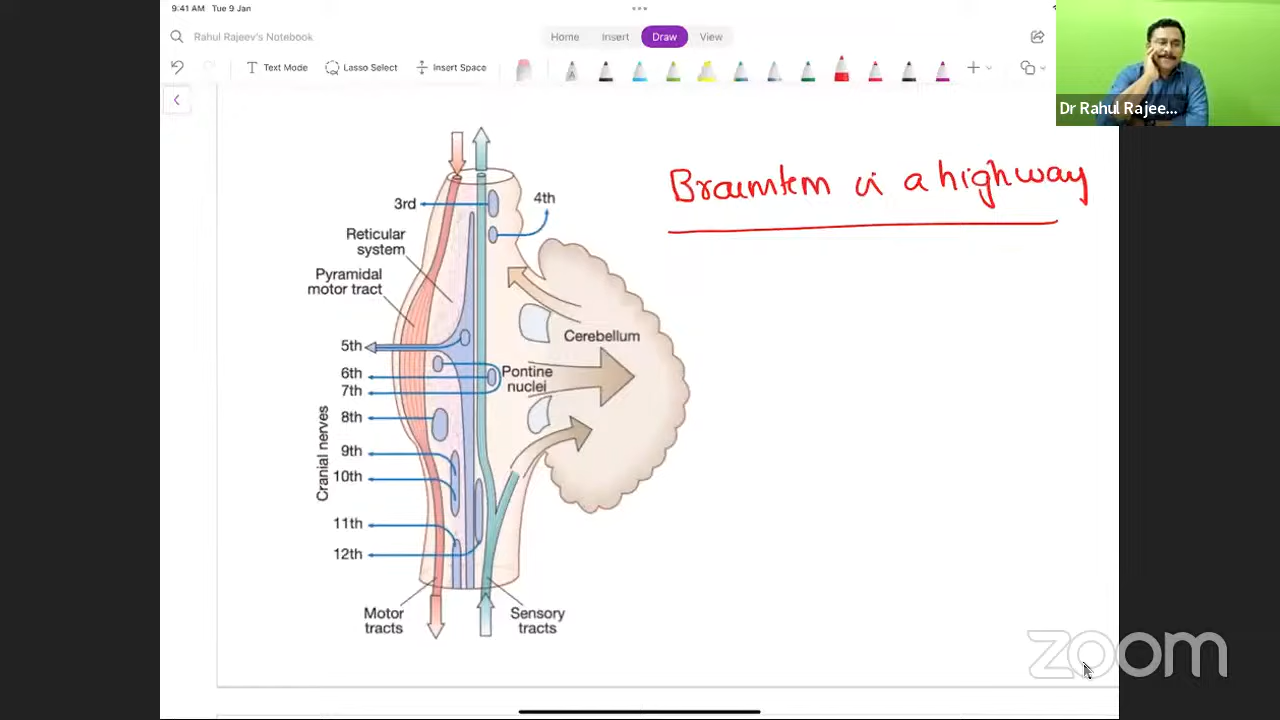 9:41 AM Tue 9 Jan
Rahul Rajeev's Notebook
Home Insert Draw View
Text Mode Lasso Select Insert Space
Dr Rahul Rajee...
Brainstem is a highway
3rd
4th
Reticular
system
Pyramidal
motor tract
Cerebellum
5th
Pontine
nuclei
6th
7th
8th
9th
10th
11th
12th
Cranial nerves
Motor
tracts
Sensory
tracts
zoom